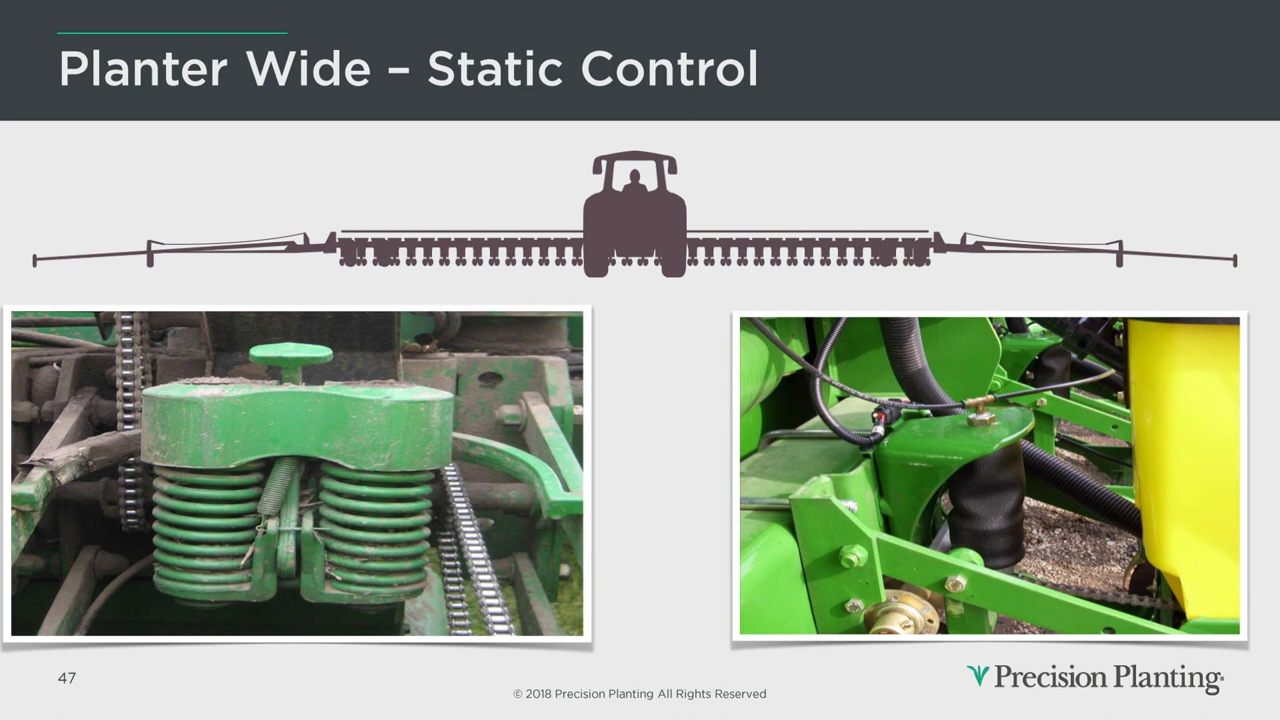 Planter Wide – Static Control
47
© 2018 Precision Planting All Rights Reserved
Precision Planting®